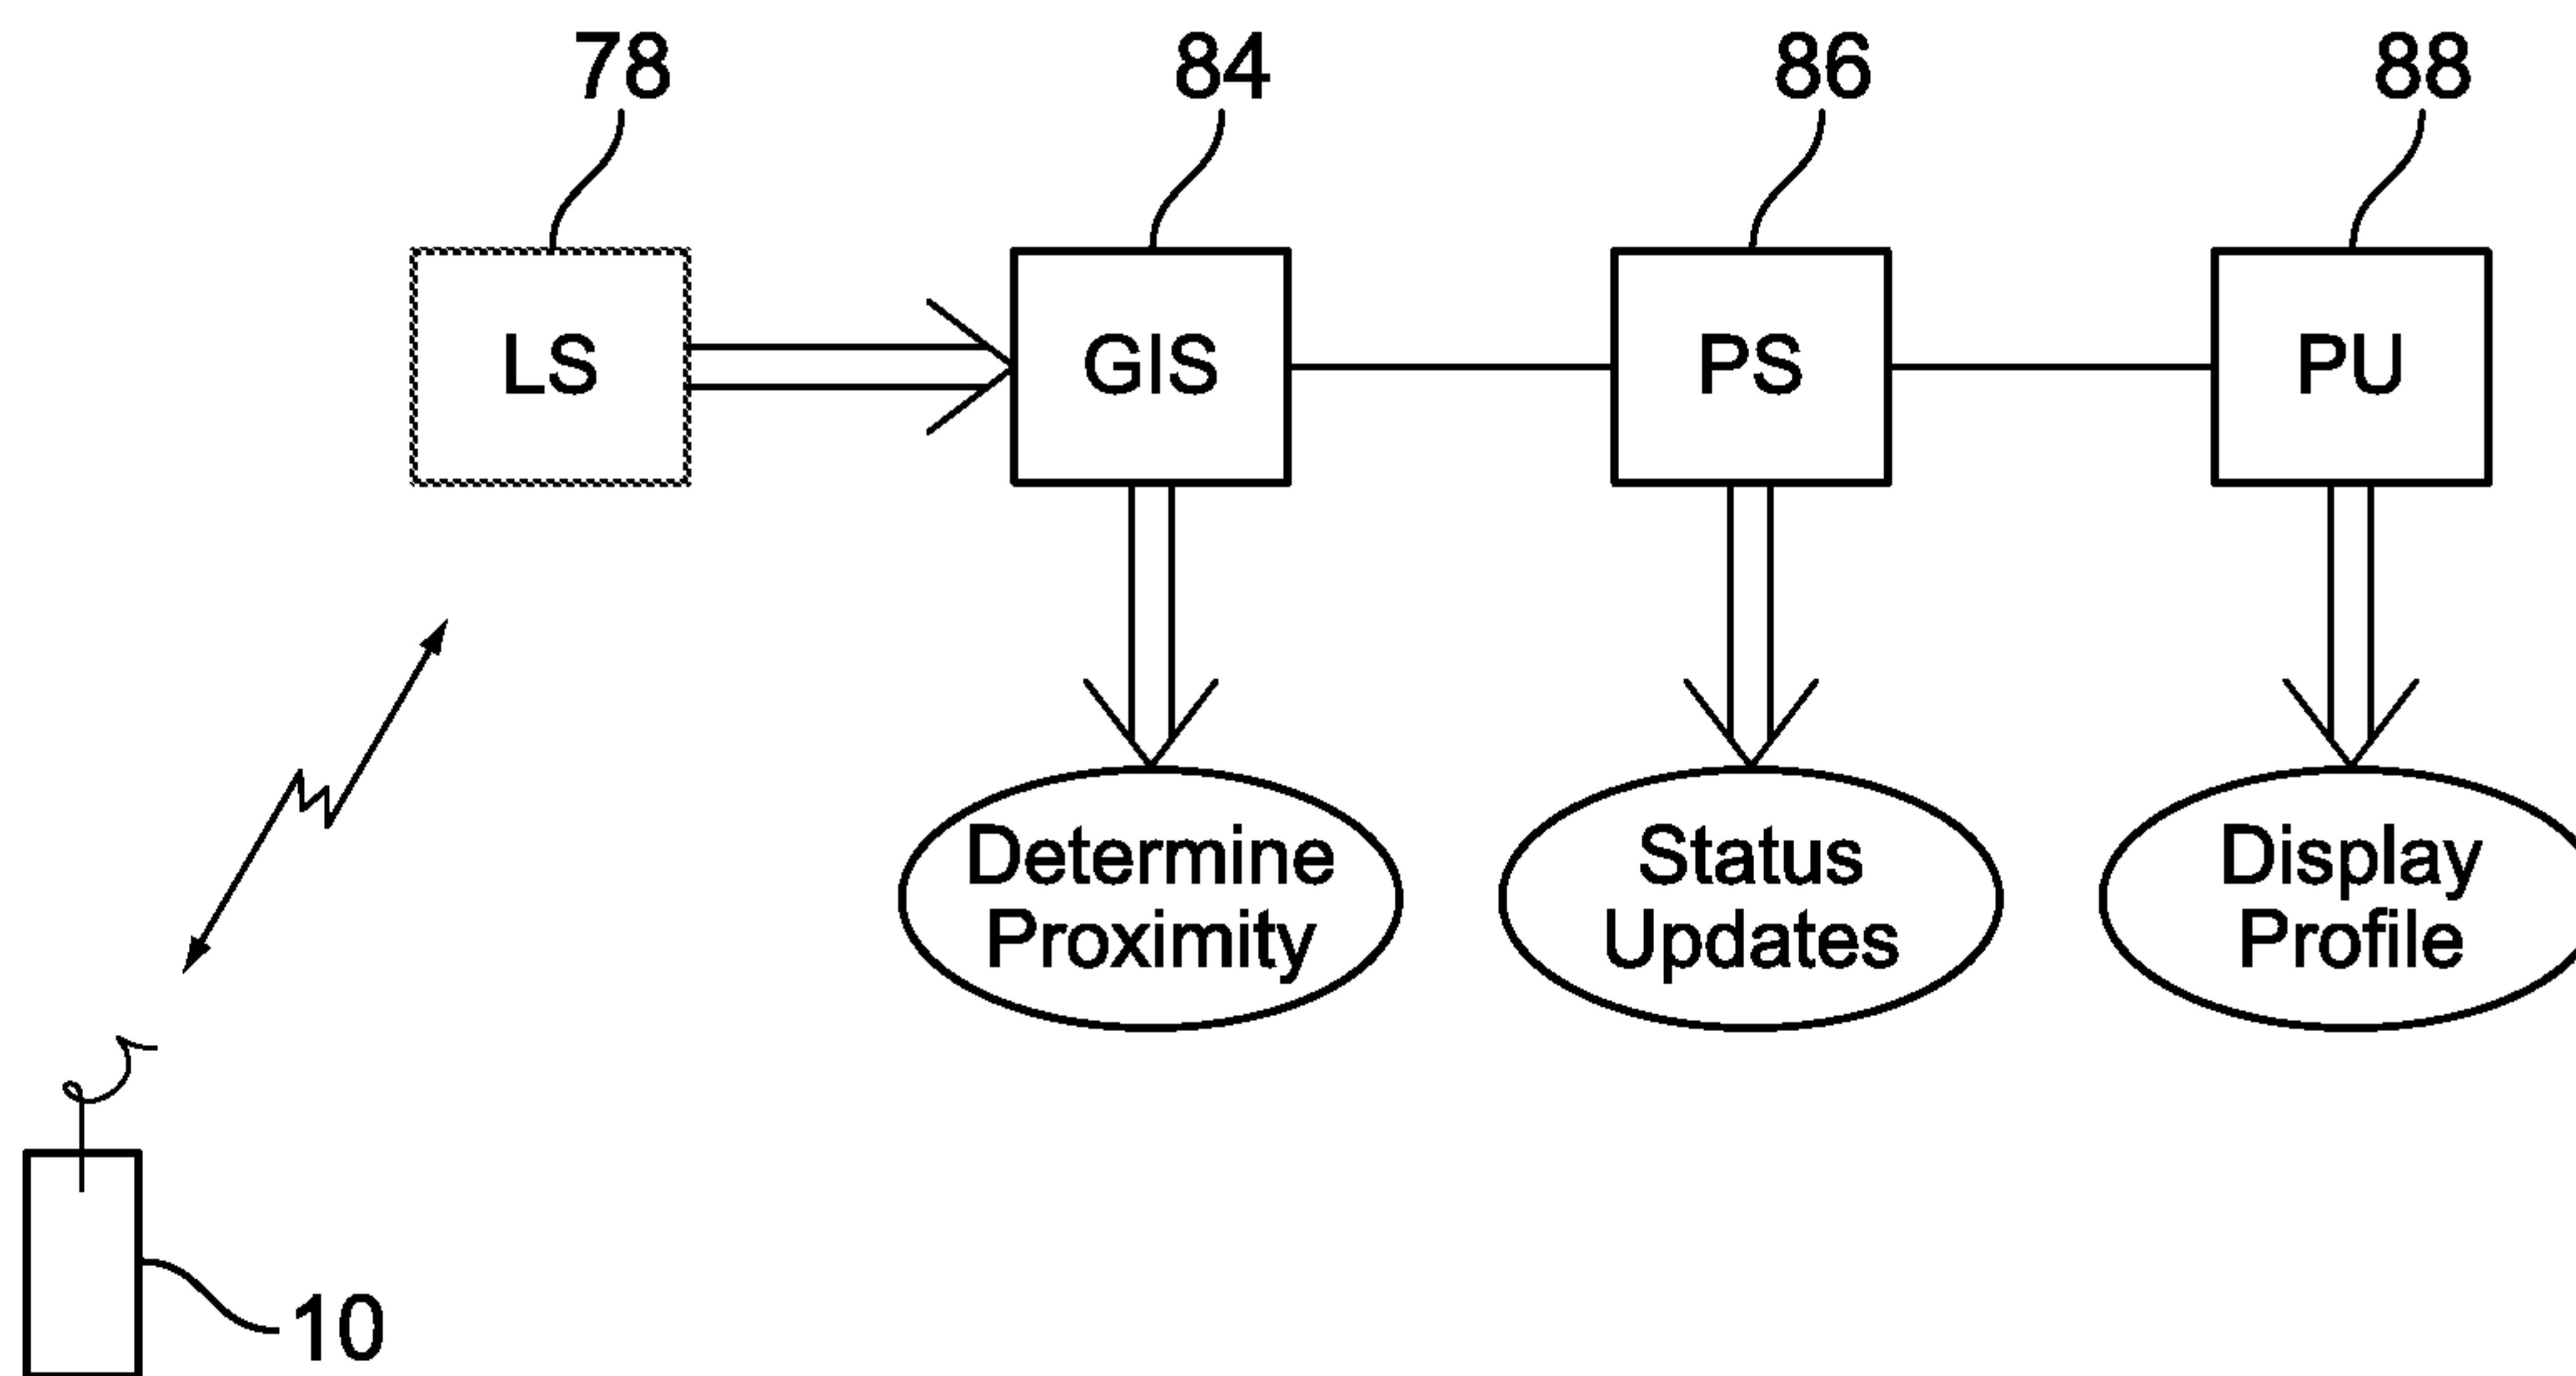 78
84
86
88
LS
GIS
PS
PU
Determine
Proximity
Status
Updates
Display
Profile
10